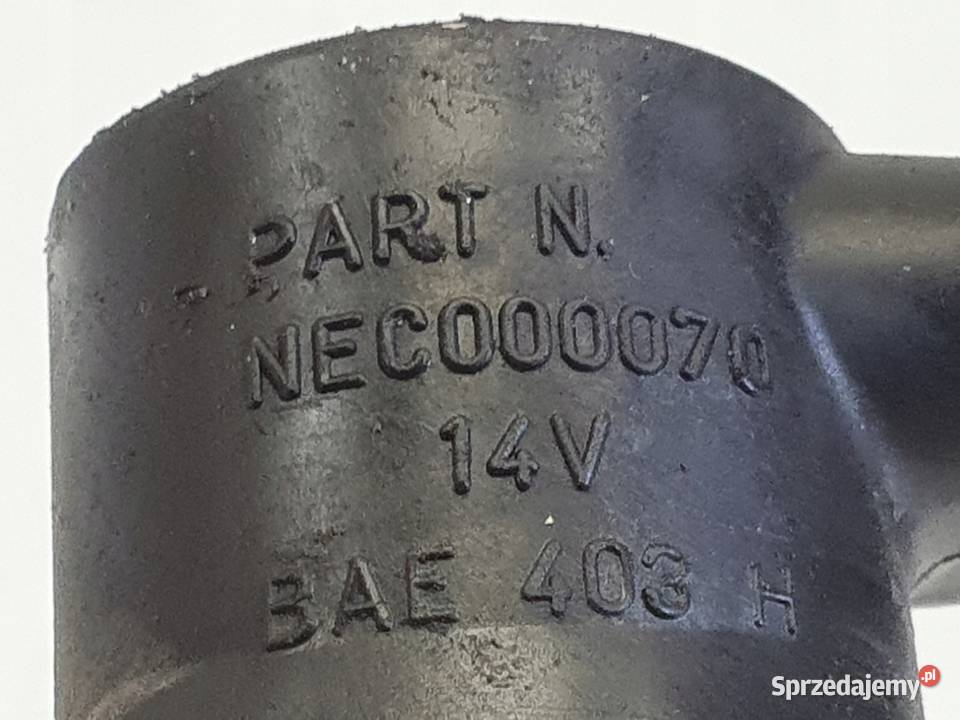 PART N.
NEC000070
14V
BAE 403 H
Sprzedajemy.pl